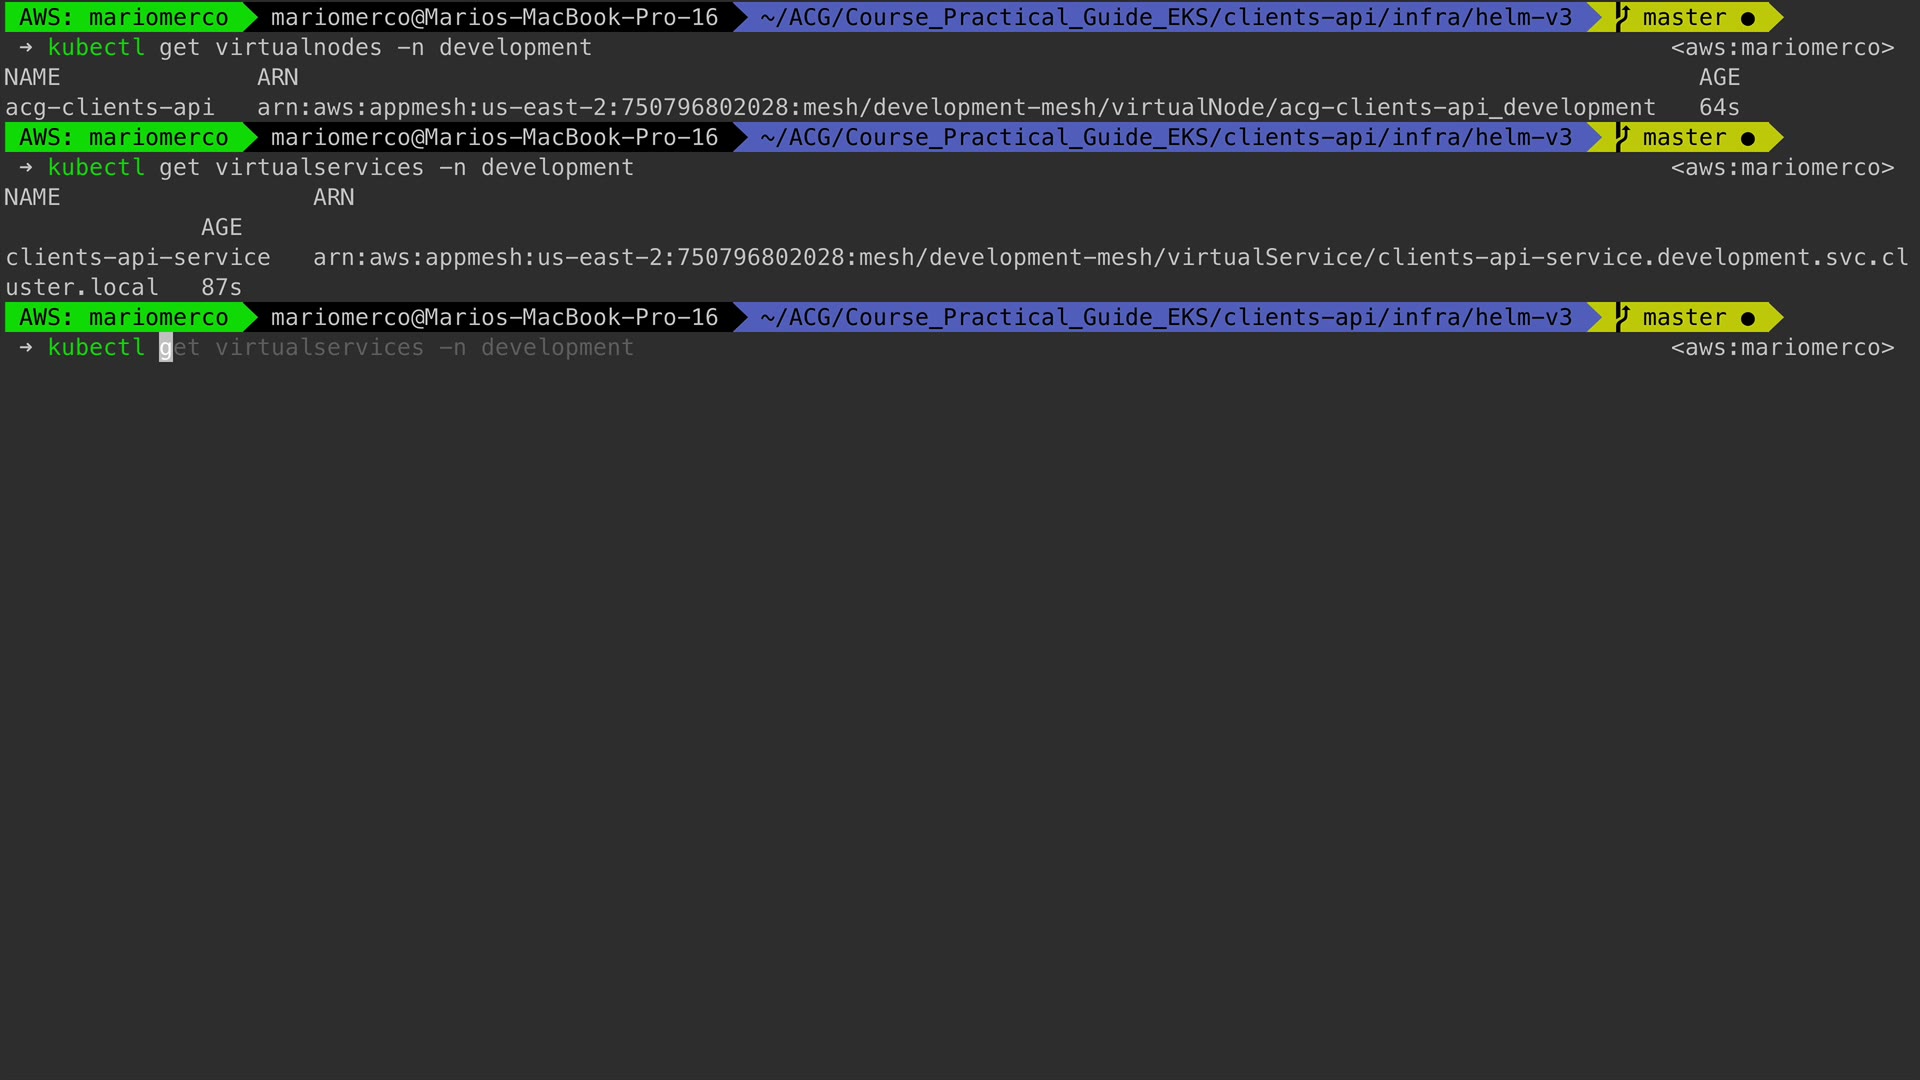 AWS: mariomerco mariomerco@Marios-MacBook-Pro-16 ~/ACG/Course_Practical_Guide_EKS/clients-api/infra/helm-v3 master ●
→ kubectl get virtualnodes -n development <aws:mariomerco>
NAME ARN AGE
acg-clients-api arn:aws:appmesh:us-east-2:750796802028:mesh/development-mesh/virtualNode/acg-clients-api_development 64s
AWS: mariomerco mariomerco@Marios-MacBook-Pro-16 ~/ACG/Course_Practical_Guide_EKS/clients-api/infra/helm-v3 master ●
→ kubectl get virtualservices -n development <aws:mariomerco>
NAME ARN
AGE
clients-api-service arn:aws:appmesh:us-east-2:750796802028:mesh/development-mesh/virtualService/clients-api-service.development.svc.cl
uster.local 87s
AWS: mariomerco mariomerco@Marios-MacBook-Pro-16 ~/ACG/Course_Practical_Guide_EKS/clients-api/infra/helm-v3 master ●
→ kubectl get virtualservices -n development <aws:mariomerco>